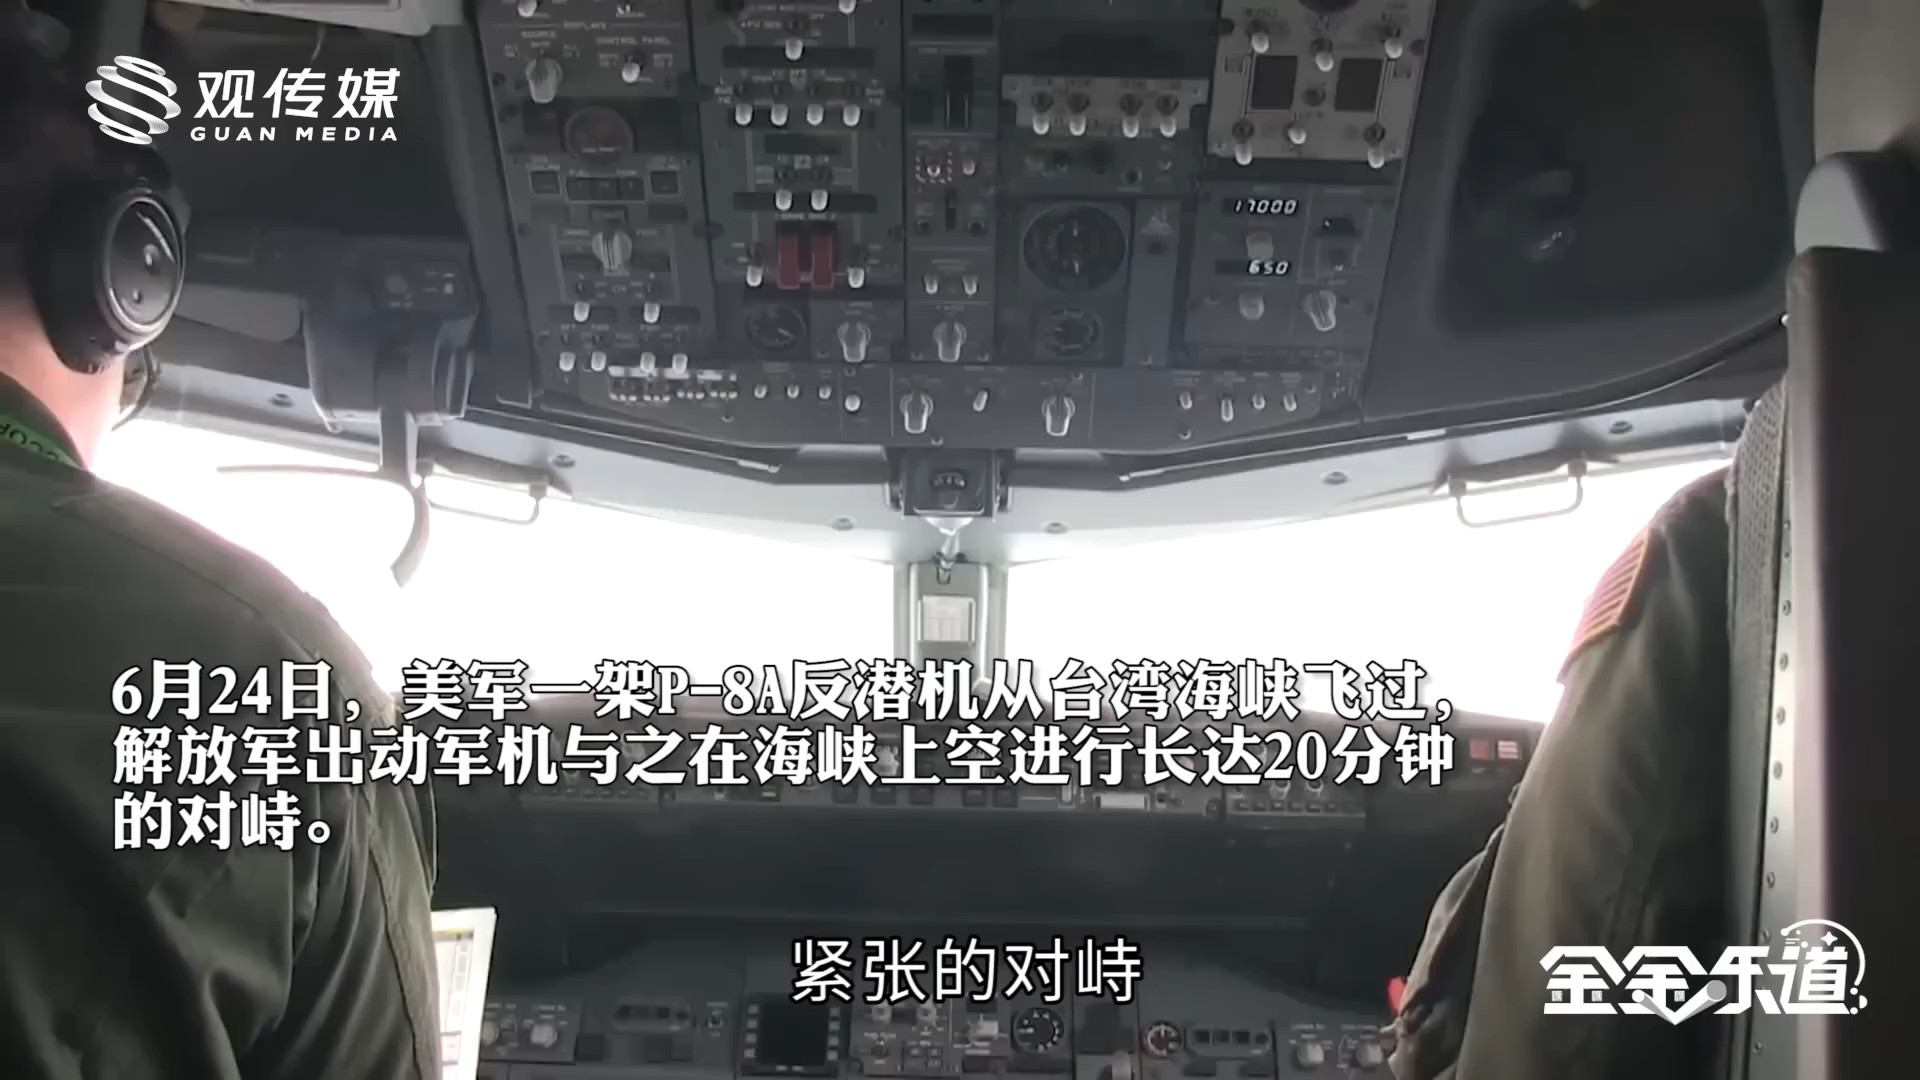 观传媒
GUAN MEDIA
17000
650
6月24日，美军一架P-8A反潜机从台湾海峡飞过，
解放军出动军机与之在海峡上空进行长达20分钟
的对峙。
紧张的对峙
金金乐道